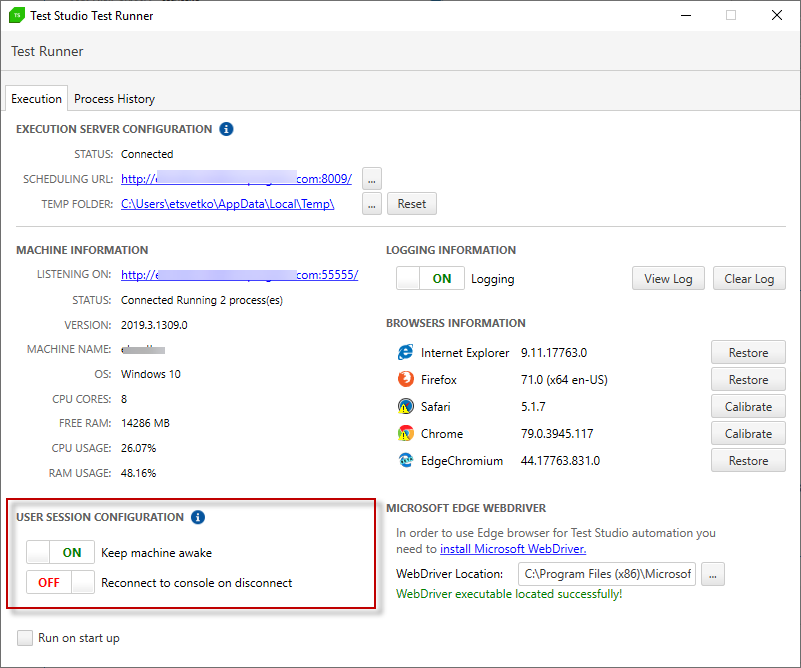 Test Studio Test Runner
Test Runner
Execution Process History
EXECUTION SERVER CONFIGURATION
STATUS: Connected
SCHEDULING URL: http:// com:8009/ ...
TEMP FOLDER: C:\Users\etsvetko\AppData\Local\Temp\ ... Reset
MACHINE INFORMATION
LISTENING ON: http:// com:55555/
STATUS: Connected Running 2 process(es)
VERSION: 2019.3.1309.0
MACHINE NAME:
OS: Windows 10
CPU CORES: 8
FREE RAM: 14286 MB
CPU USAGE: 26.07%
RAM USAGE: 48.16%
LOGGING INFORMATION
ON Logging View Log Clear Log
BROWSERS INFORMATION
Internet Explorer 9.11.17763.0 Restore
Firefox 71.0 (x64 en-US) Restore
Safari 5.1.7 Calibrate
Chrome 79.0.3945.117 Calibrate
EdgeChromium 44.17763.831.0 Restore
USER SESSION CONFIGURATION
ON Keep machine awake
OFF Reconnect to console on disconnect
MICROSOFT EDGE WEBDRIVER
In order to use Edge browser for Test Studio automation you
need to install Microsoft WebDriver.
WebDriver Location: C:\Program Files (x86)\Microsof ...
WebDriver executable located successfully!
Run on start up